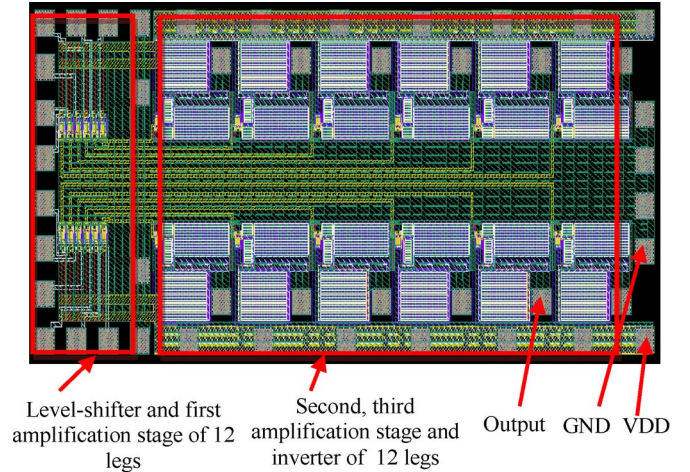 Level-shifter and first
amplification stage of 12
legs
Second, third
amplification stage and
inverter of 12 legs
Output
GND
VDD